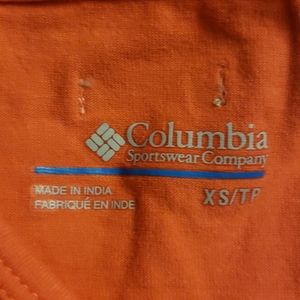 Columbia
Sportswear Company
MADE IN INDIA XS/TP
FABRIQUÉ EN INDE